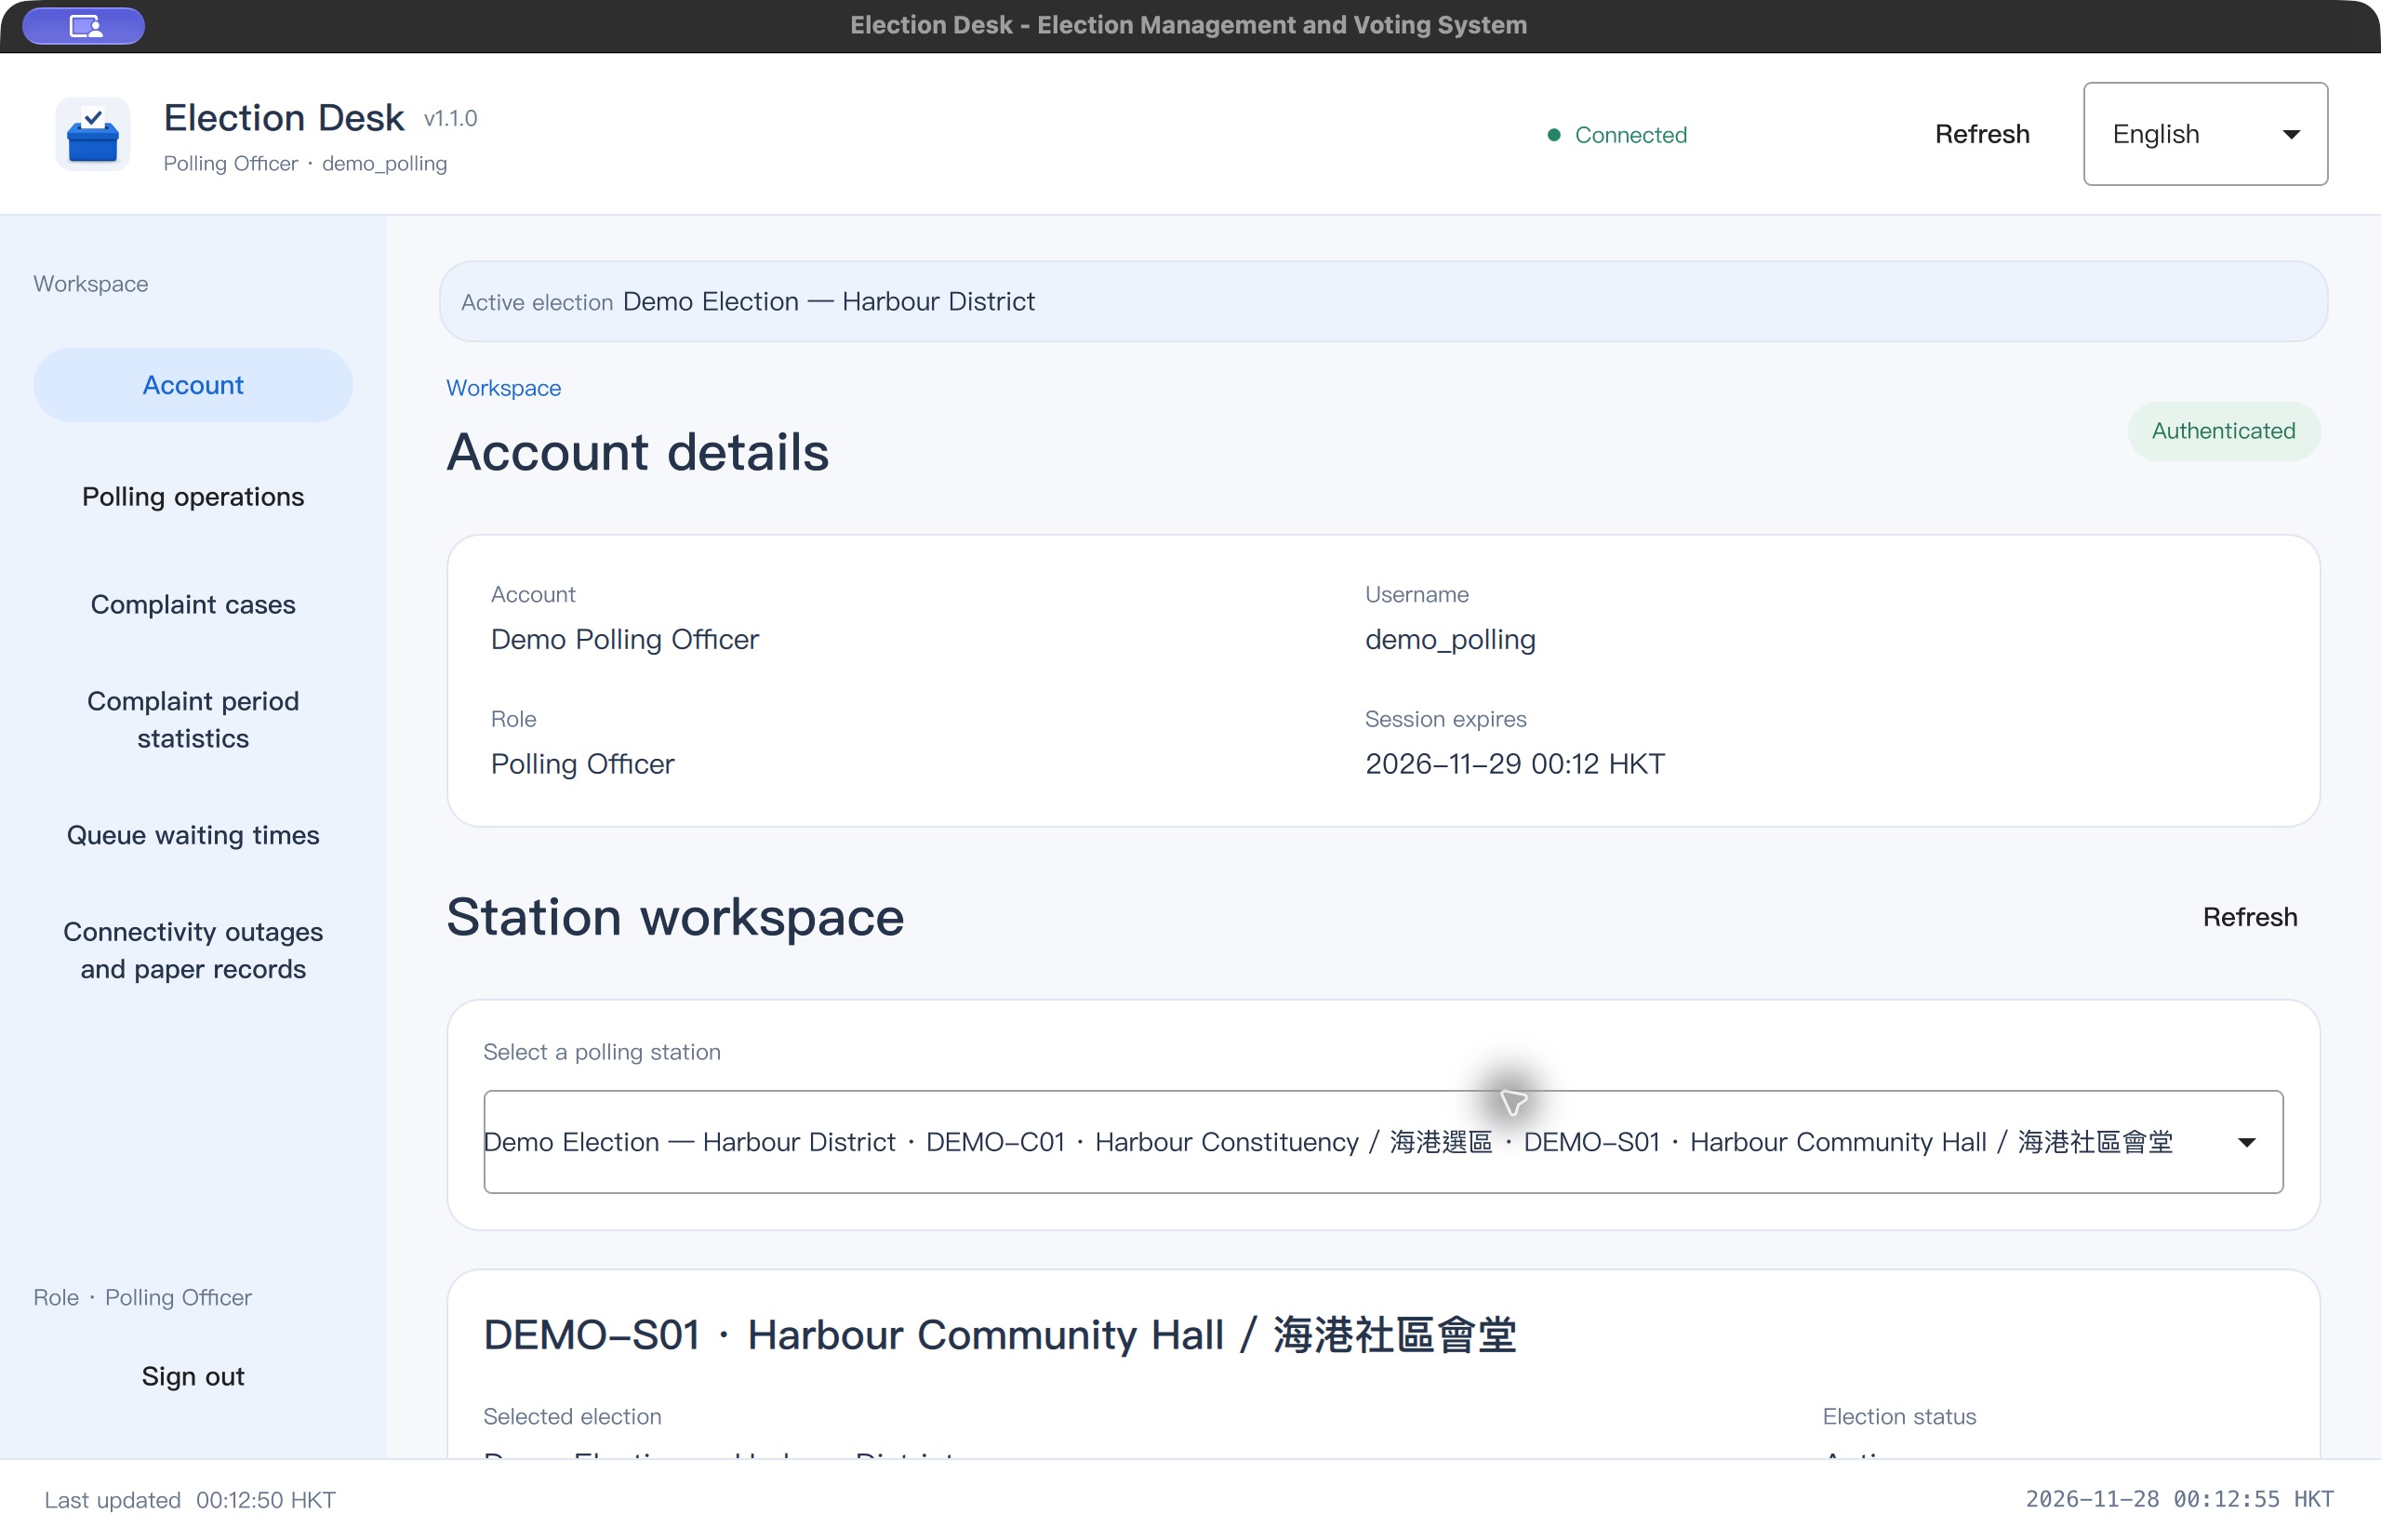 Election Desk - Election Management and Voting System
Election Desk v1.1.0
Polling Officer · demo_polling
Connected
Refresh
English
Workspace
Account
Polling operations
Complaint cases
Complaint period
statistics
Queue waiting times
Connectivity outages
and paper records
Role · Polling Officer
Sign out
Active election Demo Election — Harbour District
Workspace
Account details
Authenticated
Account
Demo Polling Officer
Username
demo_polling
Role
Polling Officer
Session expires
2026-11-29 00:12 HKT
Station workspace
Refresh
Select a polling station
Demo Election — Harbour District · DEMO-C01 · Harbour Constituency / 海港選區 · DEMO-S01 · Harbour Community Hall / 海港社區會堂
DEMO-S01 · Harbour Community Hall / 海港社區會堂
Selected election
Election status
Last updated 00:12:50 HKT
2026-11-28 00:12:55 HKT